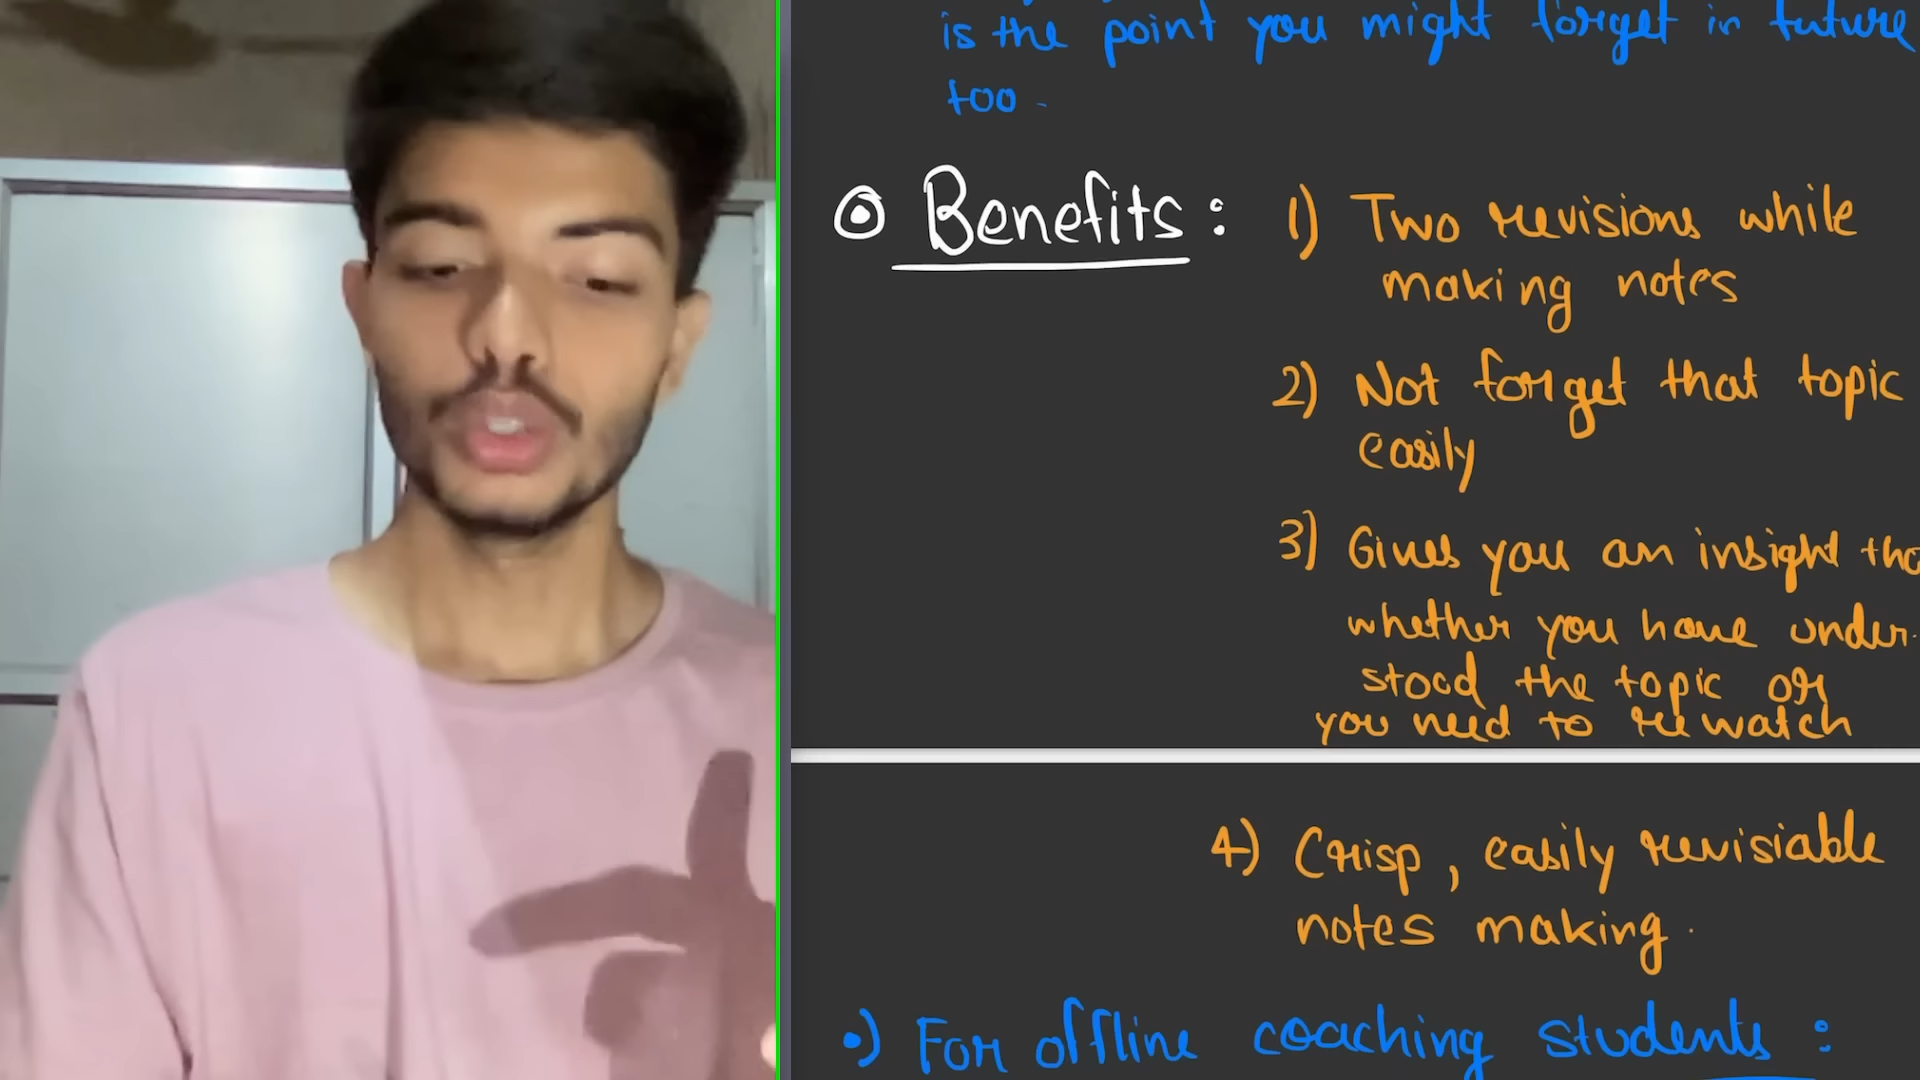 is the point you might forget in future
too.
Benefits : 1) Two revisions while
making notes
2) Not forget that topic
easily
3) Gives you an insight tha
whether you have under-
stood the topic or
you need to rewatch
4) Crisp, easily revisiable
notes making.
•) For offline coaching students :